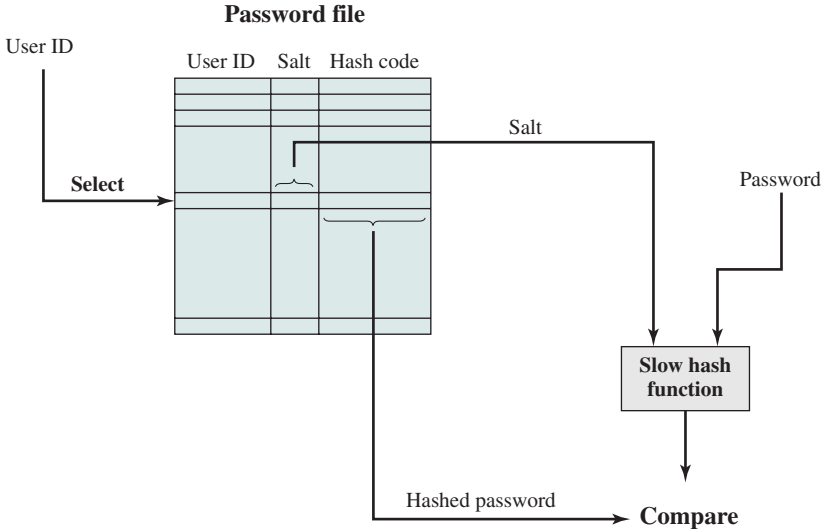 Password file
User ID
User ID Salt Hash code
Salt
Select
Password
Slow hash
function
Hashed password
Compare